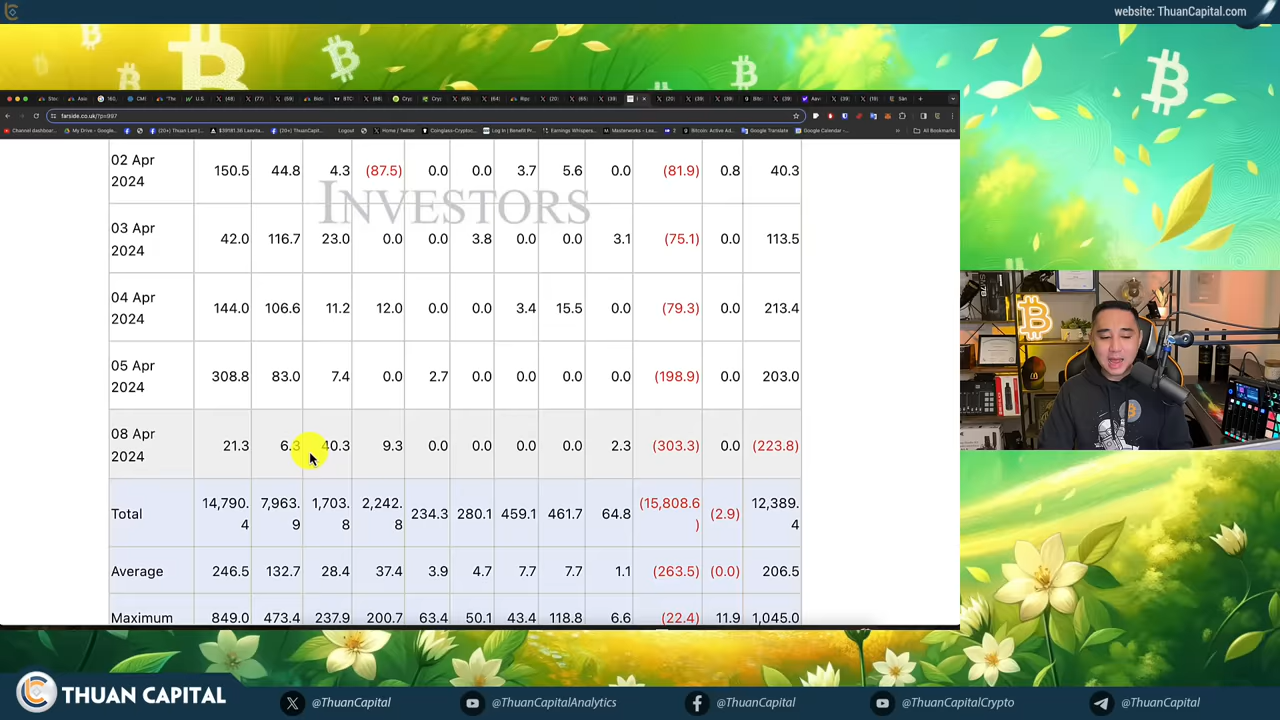 website: ThuanCapital.com
farside.co.uk/?p=997
INVESTORS
02 Apr 2024 150.5 44.8 4.3 (87.5) 0.0 0.0 3.7 5.6 0.0 (81.9) 0.8 40.3
03 Apr 2024 42.0 116.7 23.0 0.0 0.0 3.8 0.0 0.0 3.1 (75.1) 0.0 113.5
04 Apr 2024 144.0 106.6 11.2 12.0 0.0 0.0 3.4 15.5 0.0 (79.3) 0.0 213.4
05 Apr 2024 308.8 83.0 7.4 0.0 2.7 0.0 0.0 0.0 0.0 (198.9) 0.0 203.0
08 Apr 2024 21.3 6.3 40.3 9.3 0.0 0.0 0.0 0.0 2.3 (303.3) 0.0 (223.8)
Total 14,790.4 7,963.9 1,703.8 2,242.8 234.3 280.1 459.1 461.7 64.8 (15,808.6) (2.9) 12,389.4
Average 246.5 132.7 28.4 37.4 3.9 4.7 7.7 7.7 1.1 (263.5) (0.0) 206.5
Maximum 849.0 473.4 237.9 200.7 63.4 50.1 43.4 118.8 6.6 (22.4) 11.9 1,045.0
THUAN CAPITAL
@ThuanCapital
@ThuanCapitalAnalytics
@ThuanCapital
@ThuanCapitalCrypto
@ThuanCapital